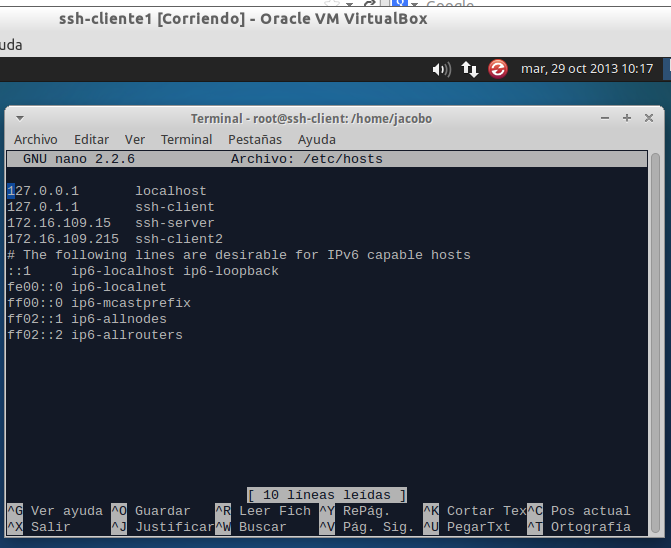 Google
ssh-cliente1 [Corriendo] - Oracle VM VirtualBox
uda
mar, 29 oct 2013 10:17
Terminal - root@ssh-client: /home/jacobo
Archivo Editar Ver Terminal Pestañas Ayuda
GNU nano 2.2.6 Archivo: /etc/hosts
127.0.0.1 localhost
127.0.1.1 ssh-client
172.16.109.15 ssh-server
172.16.109.215 ssh-client2
# The following lines are desirable for IPv6 capable hosts
::1 ip6-localhost ip6-loopback
fe00::0 ip6-localnet
ff00::0 ip6-mcastprefix
ff02::1 ip6-allnodes
ff02::2 ip6-allrouters
[ 10 líneas leídas ]
^G Ver ayuda ^O Guardar ^R Leer Fich ^Y RePág. ^K Cortar Tex ^C Pos actual
^X Salir ^J Justificar ^W Buscar ^V Pág. Sig. ^U PegarTxt ^T Ortografía